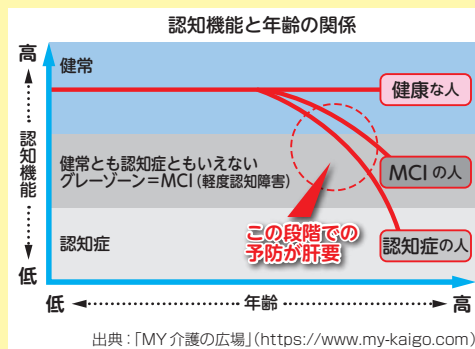 認知機能と年齢の関係
高
健常
健康な人
認知機能
健常とも認知症ともいえない
グレーゾーン=MCI(軽度認知障害)
MCIの人
この段階での
予防が肝要
認知症
認知症の人
低
低
年齢
高
出典:「MY介護の広場」(https://www.my-kaigo.com)